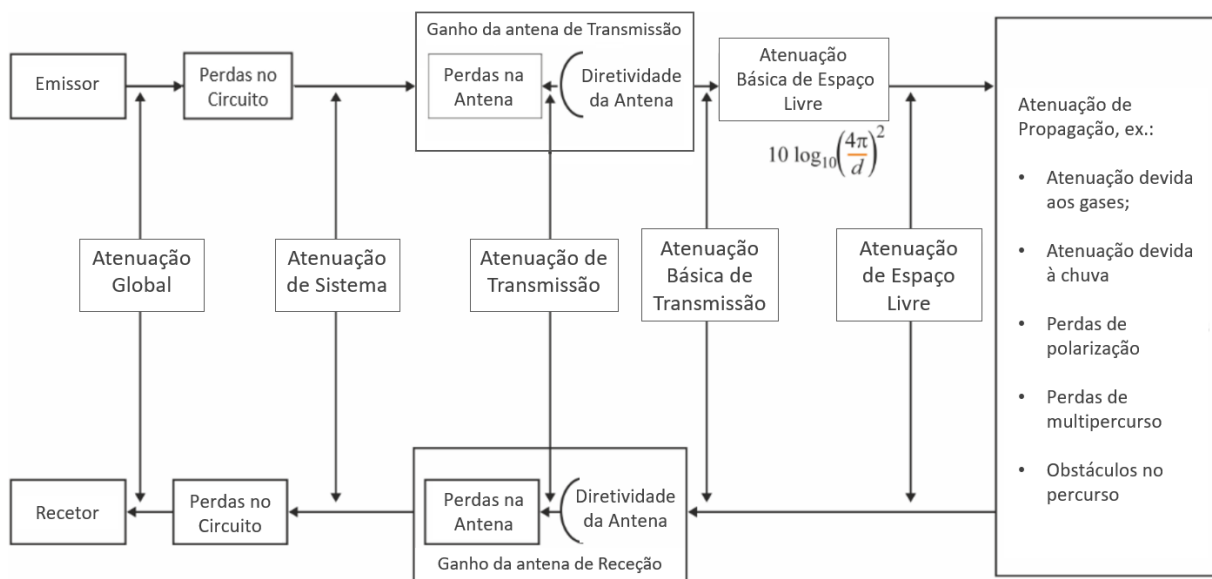 Ganho da antena de Transmissão
Emissor
Perdas no
Circuito
Perdas na
Antena
Diretividade
da Antena
Atenuação
Básica de Espaço
Livre
10 log₁₀(4π/d)²
Atenuação
Global
Atenuação
de Sistema
Atenuação de
Transmissão
Atenuação
Básica de
Transmissão
Atenuação
de Espaço
Livre
Atenuação de
Propagação, ex.:
• Atenuação devida
aos gases;
• Atenuação devida
à chuva
• Perdas de
polarização
• Perdas de
multipercurso
• Obstáculos no
percurso
Recetor
Perdas no
Circuito
Perdas na
Antena
Diretividade
da Antena
Ganho da antena de Receção